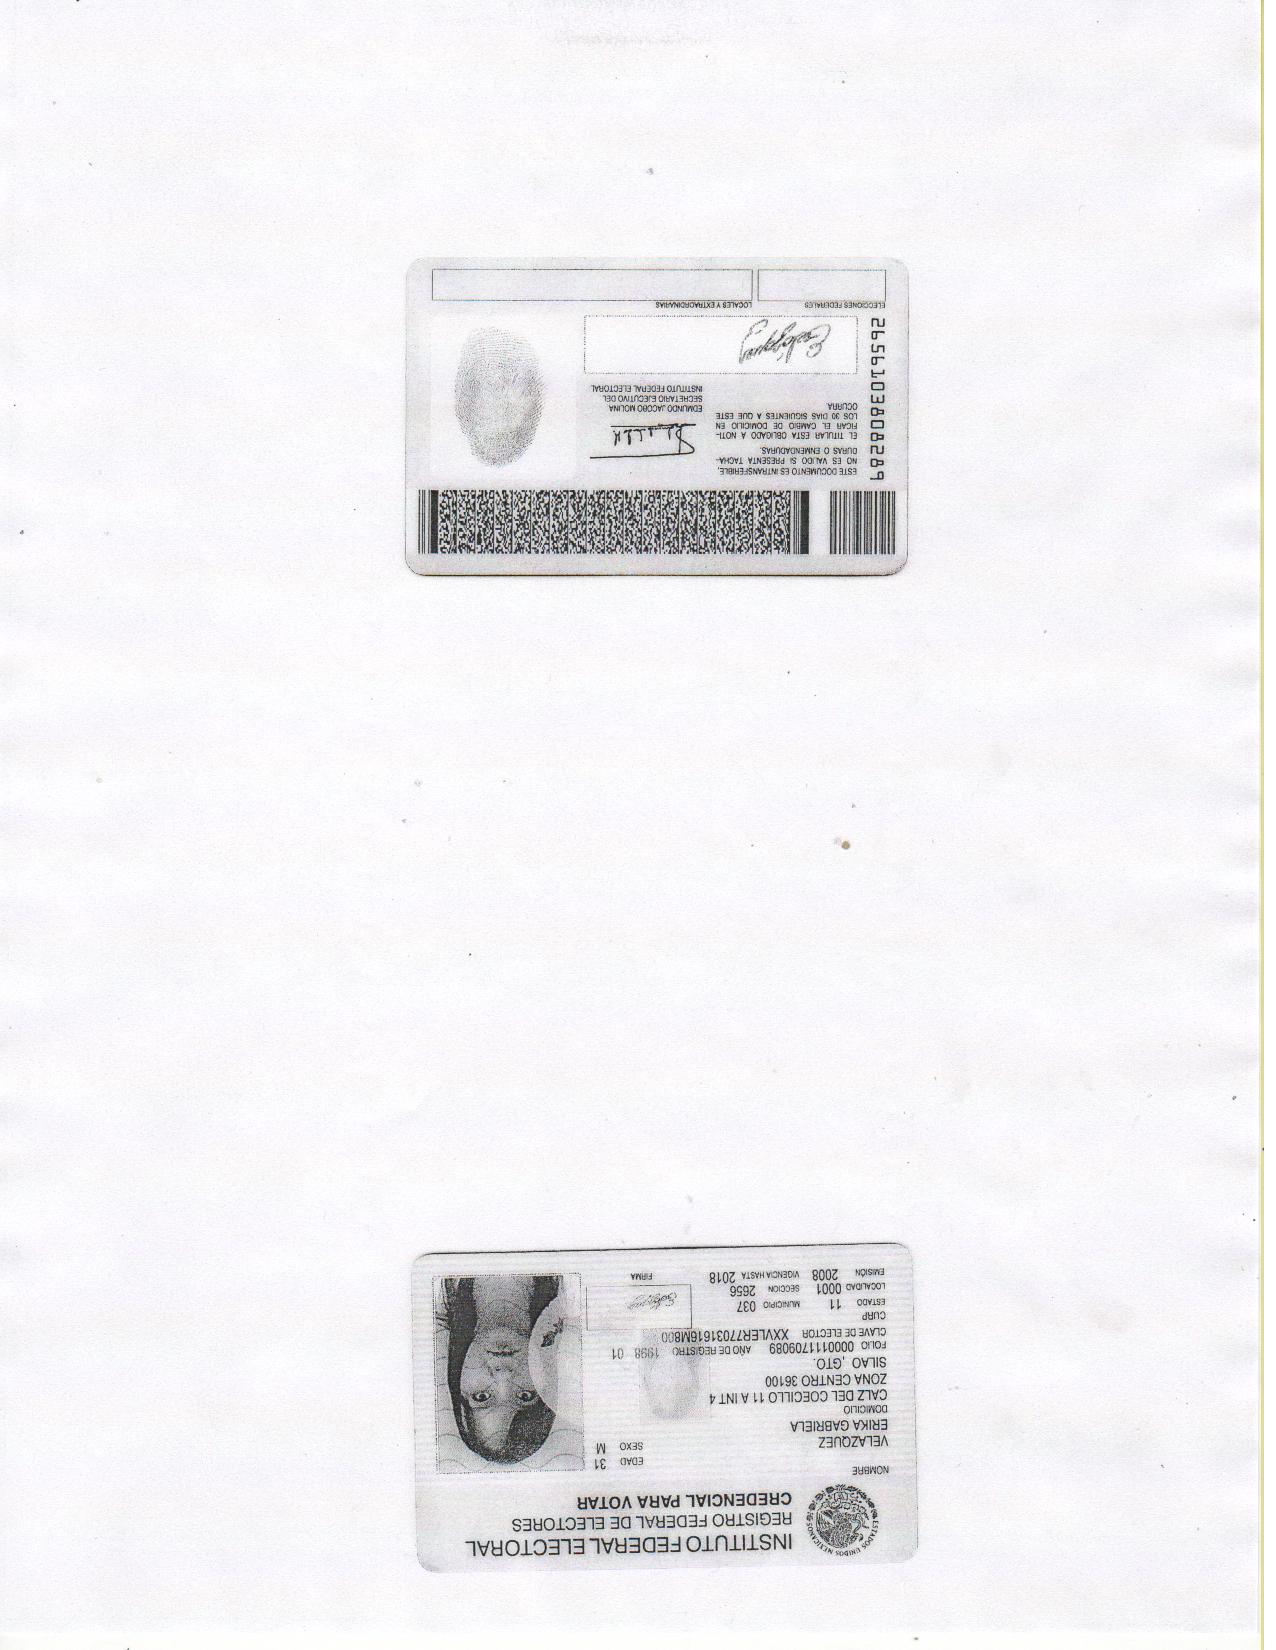 INSTITUTO FEDERAL ELECTORAL
REGISTRO FEDERAL DE ELECTORES
CREDENCIAL PARA VOTAR
ESTADOS UNIDOS MEXICANOS
NOMBRE
VELAZQUEZ
ERIKA GABRIELA
EDAD 31
SEXO M
DOMICILIO
CALZ DEL COECILLO 11 A INT 4
ZONA CENTRO 36100
SILAO ,GTO.
FOLIO 0000111709089 AÑO DE REGISTRO 1998 01
CLAVE DE ELECTOR XXVLER77031616M800
CURP
ESTADO 11 MUNICIPIO 037
LOCALIDAD 0001 SECCION 2656
EMISIÓN 2008 VIGENCIA HASTA 2018
FIRMA
ESTE DOCUMENTO ES INTRANSFERIBLE,
NO ES VALIDO SI PRESENTA TACHA-
DURAS O ENMENDADURAS.
EL TITULAR ESTA OBLIGADO A NOTI-
FICAR EL CAMBIO DE DOMICILIO EN
LOS 30 DIAS SIGUIENTES A QUE ESTE
OCURRA
EDMUNDO JACOBO MOLINA
SECRETARIO EJECUTIVO DEL
INSTITUTO FEDERAL ELECTORAL
ELECCIONES FEDERALES
LOCALES Y EXTRAORDINARIAS